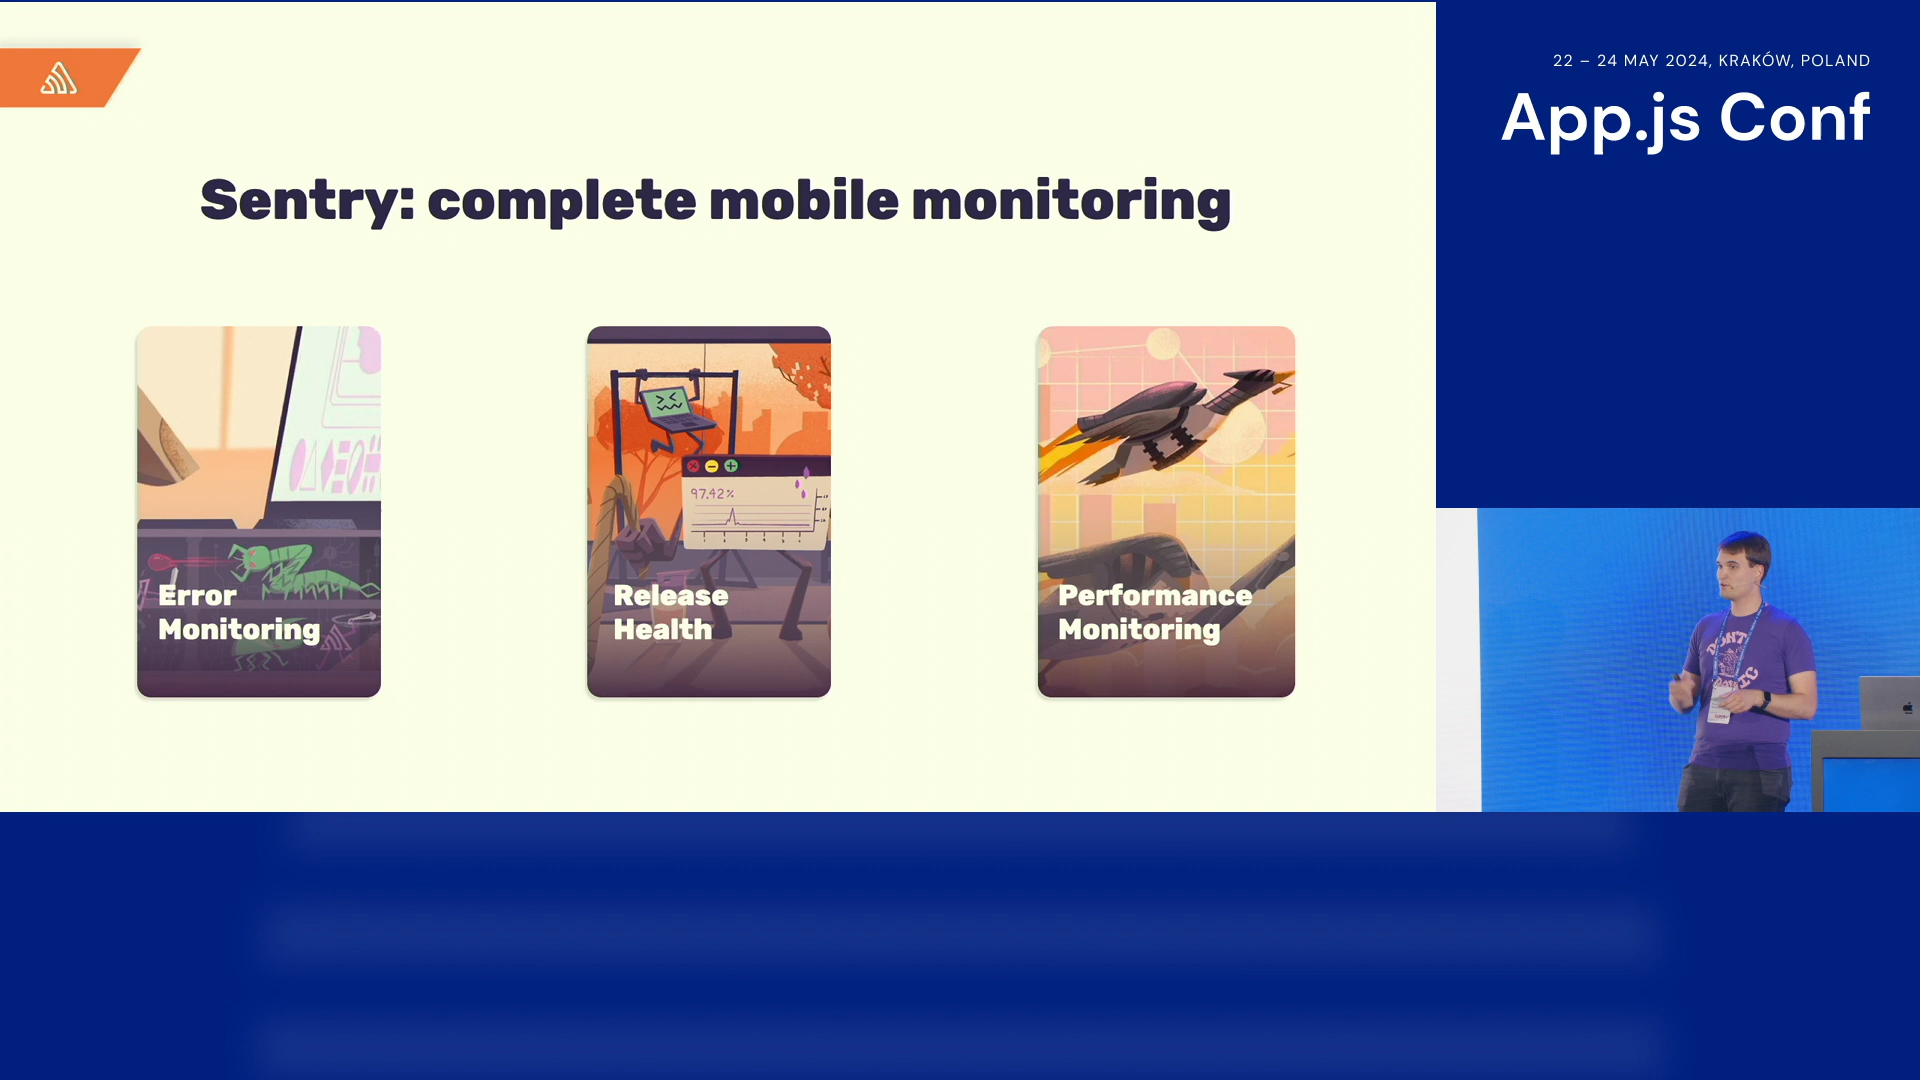 22 – 24 MAY 2024, KRAKÓW, POLAND
App.js Conf
Sentry: complete mobile monitoring
97.42%
Error
Monitoring
Release
Health
Performance
Monitoring